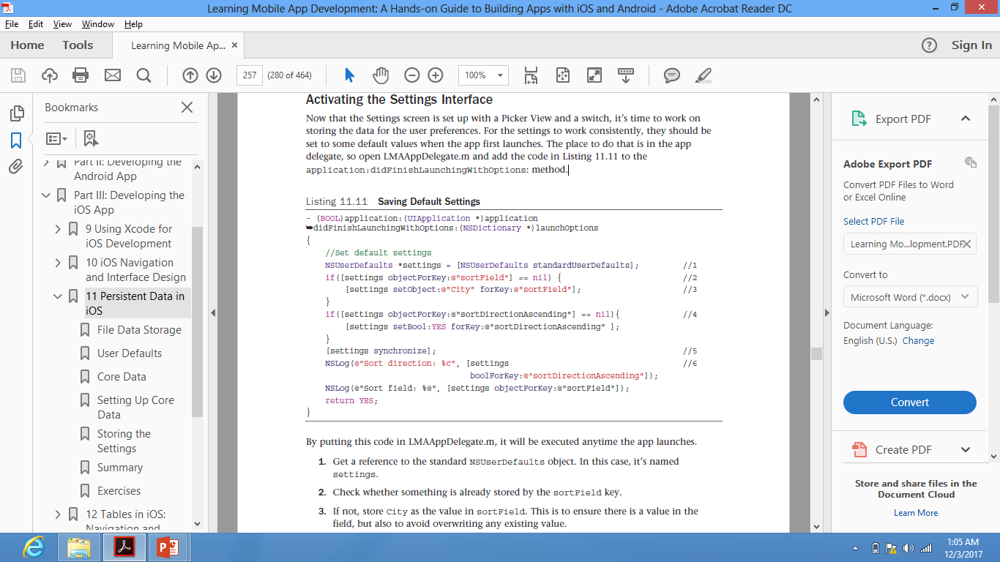 Learning Mobile App Development: A Hands-on Guide to Building Apps with iOS and Android - Adobe Acrobat Reader DC
File Edit View Window Help
Home Tools Learning Mobile Ap... × Sign In
257 (280 of 464) 100%
Bookmarks
Part II: Developing the
Android App
Part III: Developing the
iOS App
9 Using Xcode for
iOS Development
10 iOS Navigation
and Interface Design
11 Persistent Data in
iOS
File Data Storage
User Defaults
Core Data
Setting Up Core
Data
Storing the
Settings
Summary
Exercises
12 Tables in iOS:
Navigation and
Activating the Settings Interface
Now that the Settings screen is set up with a Picker View and a switch, it's time to work on
storing the data for the user preferences. For the settings to work consistently, they should be
set to some default values when the app first launches. The place to do that is in the app
delegate, so open LMAAppDelegate.m and add the code in Listing 11.11 to the
application:didFinishLaunchingWithOptions: method.
Listing 11.11 Saving Default Settings
- (BOOL)application:(UIApplication *)application
➥didFinishLaunchingWithOptions:(NSDictionary *)launchOptions
{
//Set default settings
NSUserDefaults *settings = [NSUserDefaults standardUserDefaults]; //1
if([settings objectForKey:@"sortField"] == nil) { //2
[settings setObject:@"City" forKey:@"sortField"]; //3
}
if([settings objectForKey:@"sortDirectionAscending"] == nil){ //4
[settings setBool:YES forKey:@"sortDirectionAscending" ];
}
[settings synchronize]; //5
NSLog(@"Sort direction: %c", [settings //6
boolForKey:@"sortDirectionAscending"]);
NSLog(@"Sort field: %@", [settings objectForKey:@"sortField"]);
return YES;
}
By putting this code in LMAAppDelegate.m, it will be executed anytime the app launches.
1. Get a reference to the standard NSUserDefaults object. In this case, it's named
settings.
2. Check whether something is already stored by the sortField key.
3. If not, store City as the value in sortField. This is to ensure there is a value in the
field, but also to avoid overwriting any existing value.
Export PDF
Adobe Export PDF
Convert PDF Files to Word
or Excel Online
Select PDF File
Learning Mo...lopment.PDF
Convert to
Microsoft Word (*.docx)
Document Language:
English (U.S.) Change
Convert
Create PDF
Store and share files in the
Document Cloud
Learn More
1:05 AM
12/3/2017